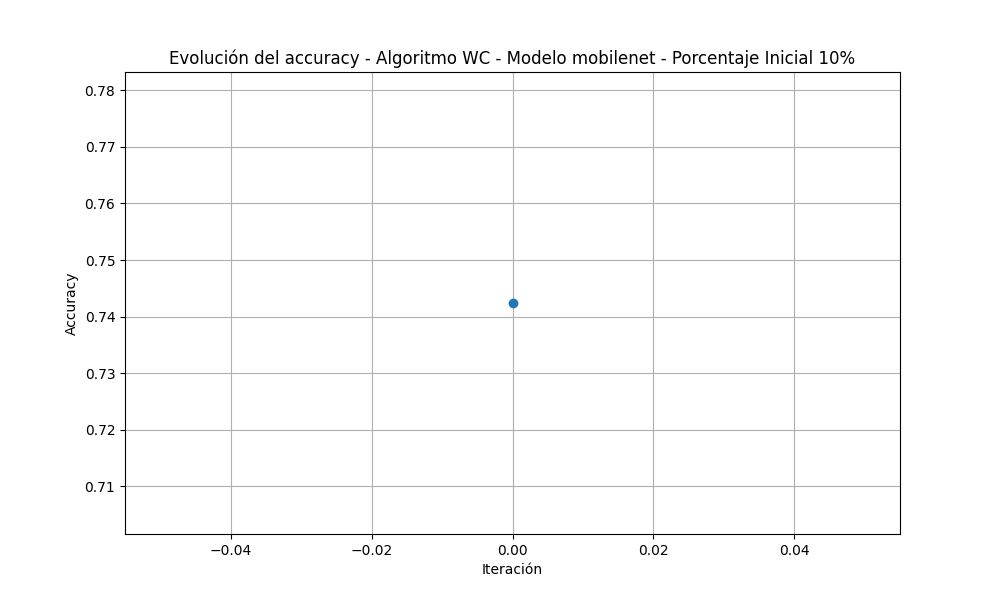 Evolución del accuracy - Algoritmo WC - Modelo mobilenet - Porcentaje Inicial 10%
0.78
0.77
0.76
0.75
0.74
0.73
0.72
0.71
Accuracy
−0.04 −0.02 0.00 0.02 0.04
Iteración